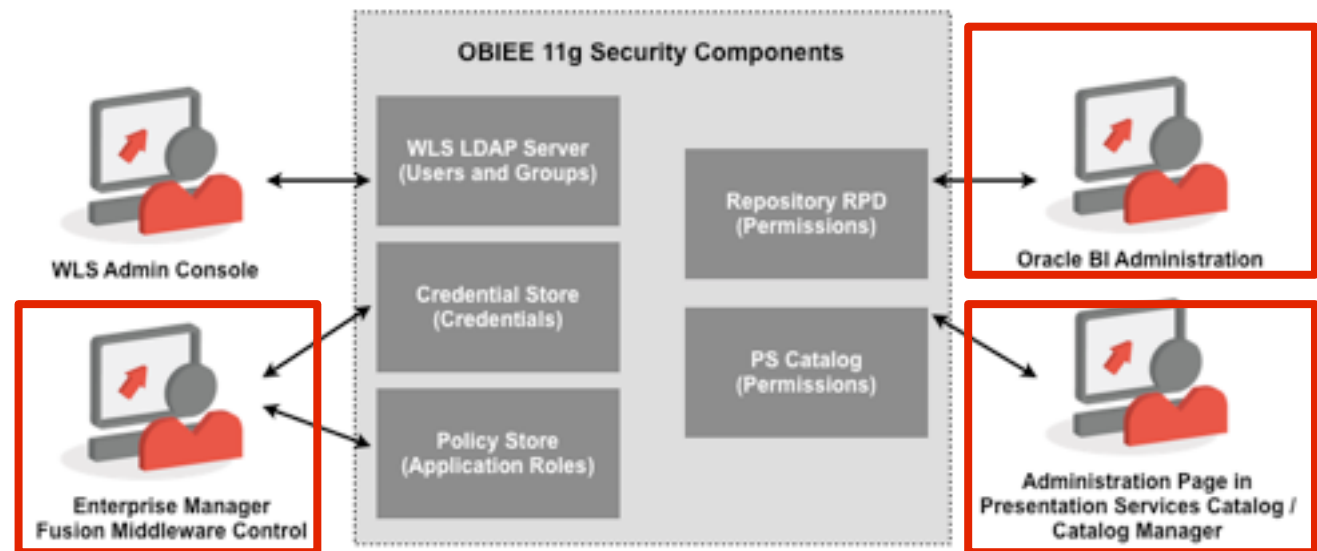 OBIEE 11g Security Components
WLS LDAP Server
(Users and Groups)
Repository RPD
(Permissions)
WLS Admin Console
Oracle BI Administration
Credential Store
(Credentials)
PS Catalog
(Permissions)
Policy Store
(Application Roles)
Enterprise Manager
Fusion Middleware Control
Administration Page in
Presentation Services Catalog /
Catalog Manager